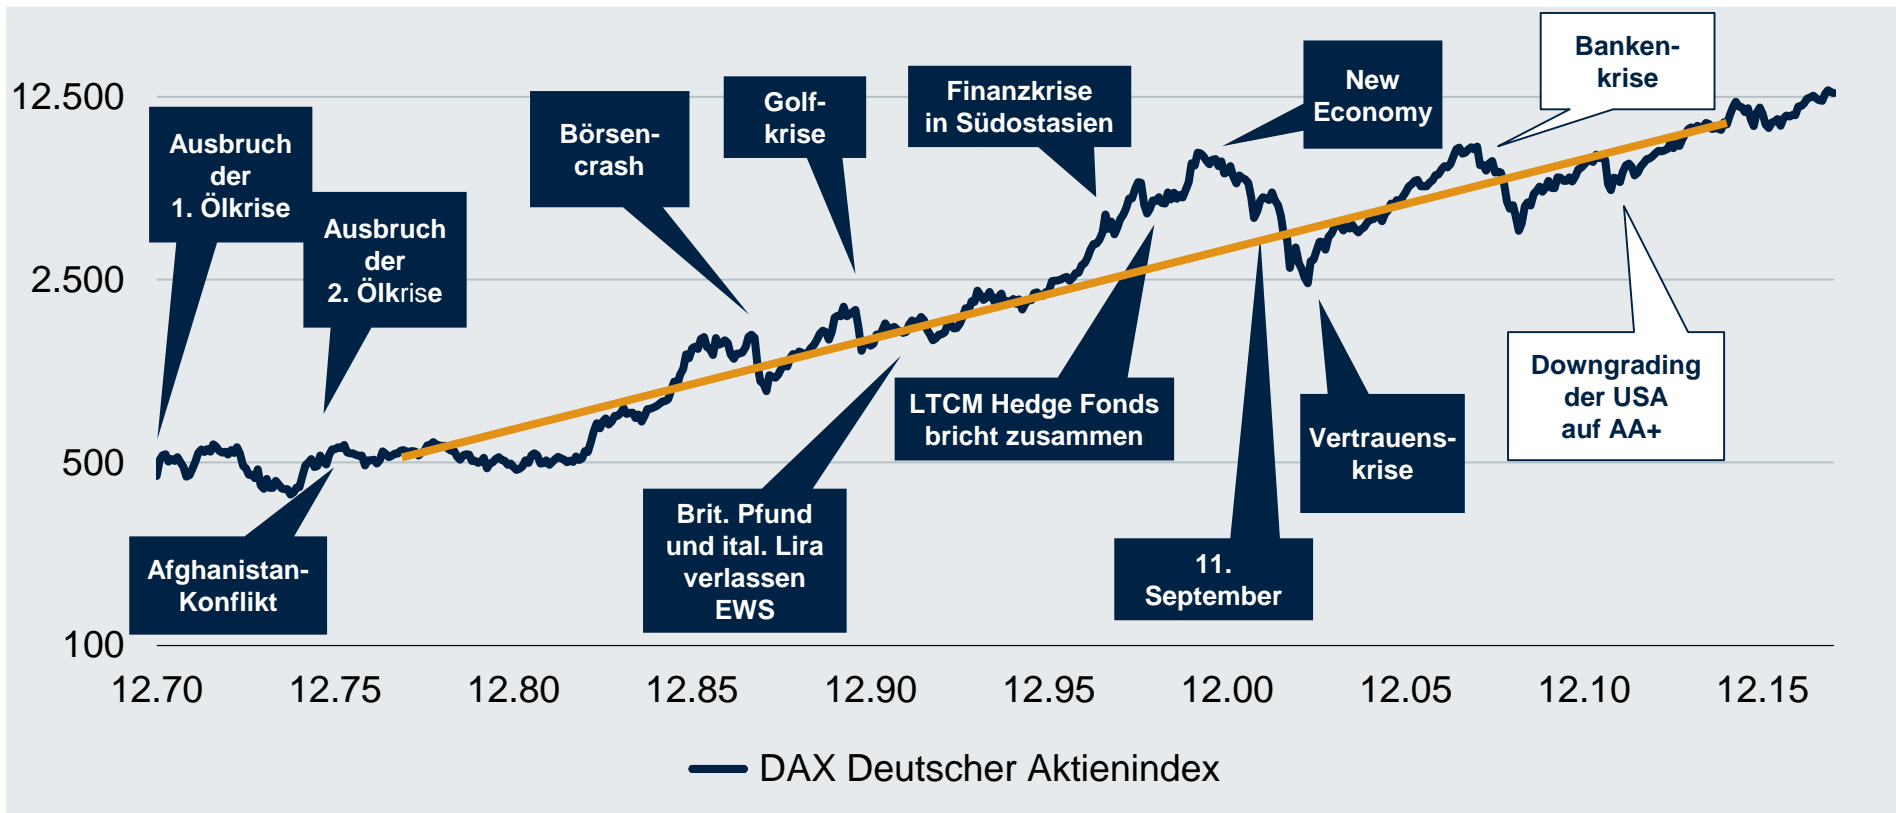 12.500
2.500
500
100
Ausbruch
der
1. Ölkrise
Ausbruch
der
2. Ölkrise
Afghanistan-
Konflikt
Börsen-
crash
Golf-
krise
Brit. Pfund
und ital. Lira
verlassen
EWS
Finanzkrise
in Südostasien
LTCM Hedge Fonds
bricht zusammen
New
Economy
11.
September
Vertrauens-
krise
Banken-
krise
Downgrading
der USA
auf AA+
12.70 12.75 12.80 12.85 12.90 12.95 12.00 12.05 12.10 12.15
DAX Deutscher Aktienindex